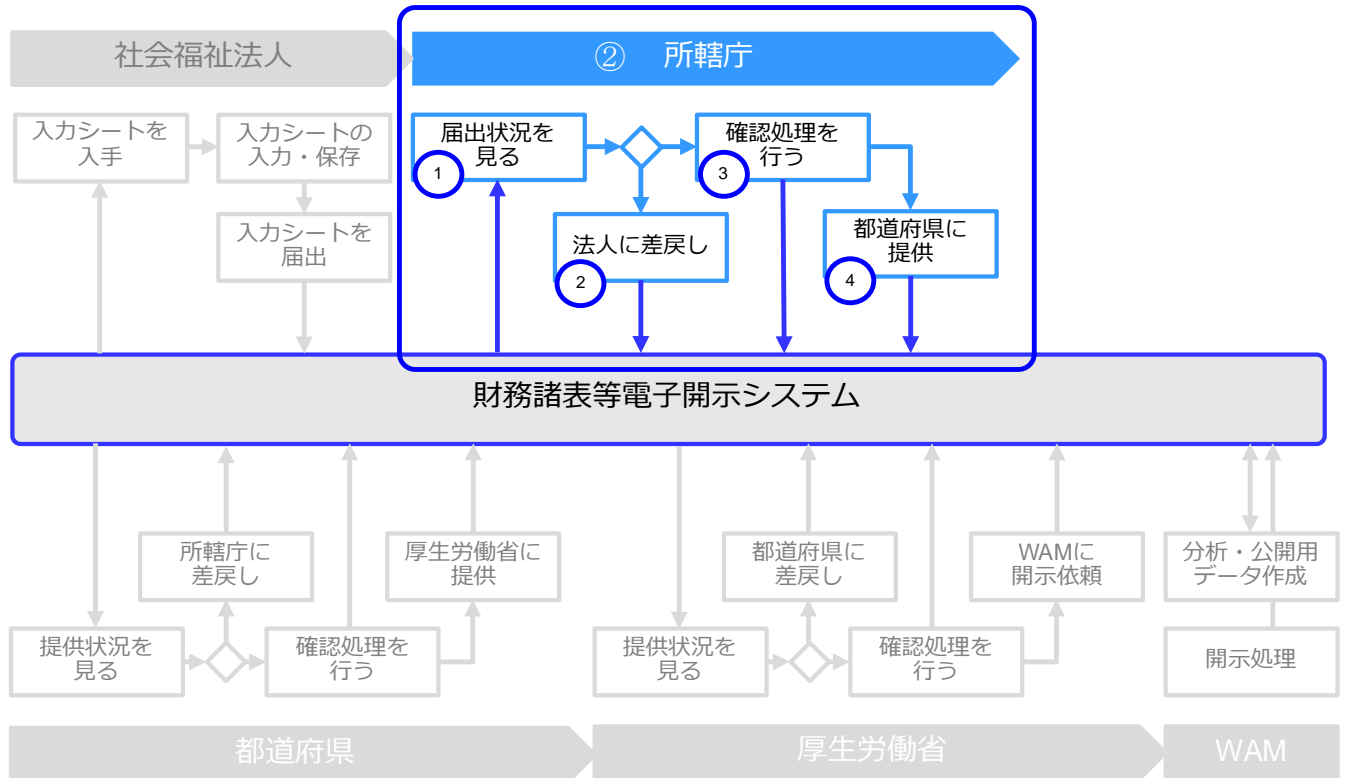 社会福祉法人
② 所轄庁
入力シートを
入手
入力シートの
入力・保存
入力シートを
届出
届出状況を
見る
1
法人に差戻し
2
確認処理を
行う
3
都道府県に
提供
4
財務諸表等電子開示システム
所轄庁に
差戻し
厚生労働省に
提供
提供状況を
見る
確認処理を
行う
都道府県に
差戻し
WAMに
開示依頼
提供状況を
見る
確認処理を
行う
分析・公開用
データ作成
開示処理
都道府県
厚生労働省
WAM